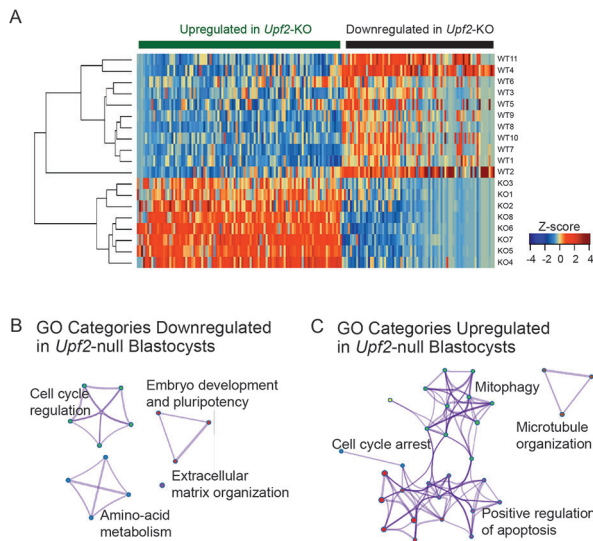 A
Upregulated in Upf2-KO
Downregulated in Upf2-KO
WT11
WT4
WT6
WT3
WT5
WT9
WT8
WT10
WT7
WT1
WT2
KO3
KO1
KO2
KO8
KO6
KO7
KO5
KO4
Z-score
-4 -2 0 2 4
B
GO Categories Downregulated
in Upf2-null Blastocysts
Cell cycle
regulation
Embryo development
and pluripotency
Extracellular
matrix organization
Amino-acid
metabolism
C
GO Categories Upregulated
in Upf2-null Blastocysts
Mitophagy
Microtubule
organization
Cell cycle arrest
Positive regulation
of apoptosis